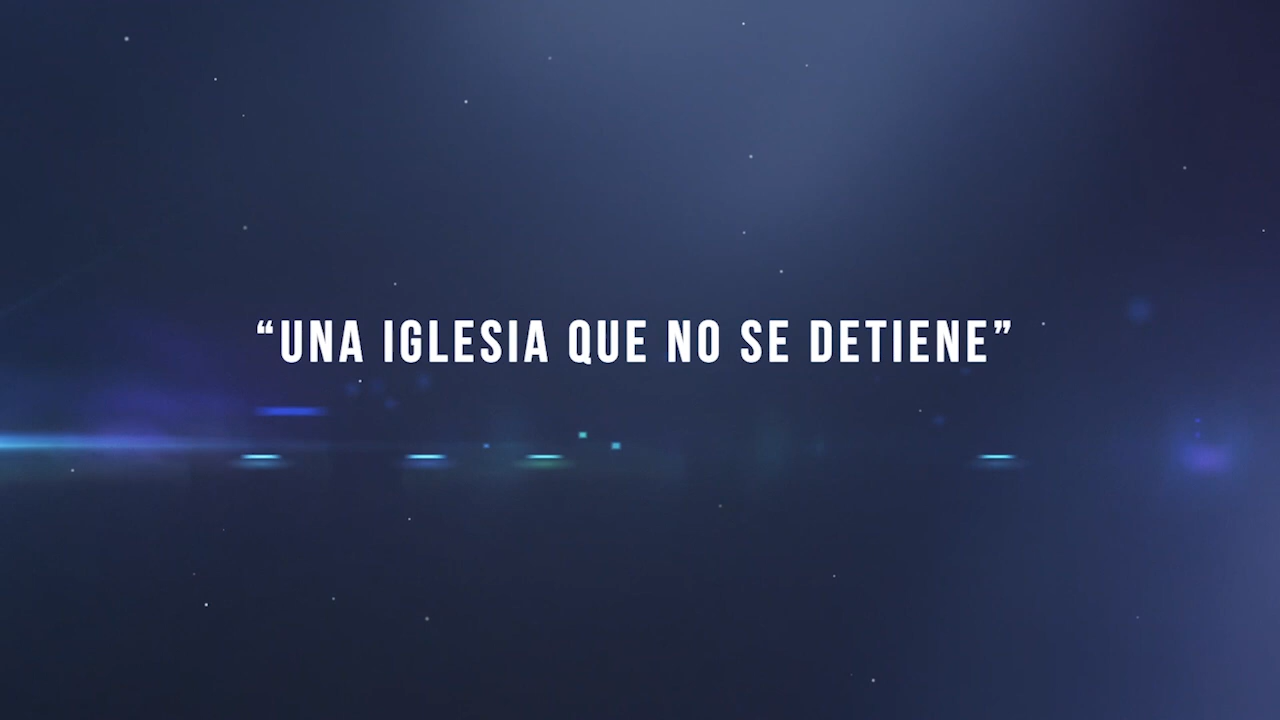 “UNA IGLESIA QUE NO SE DETIENE”